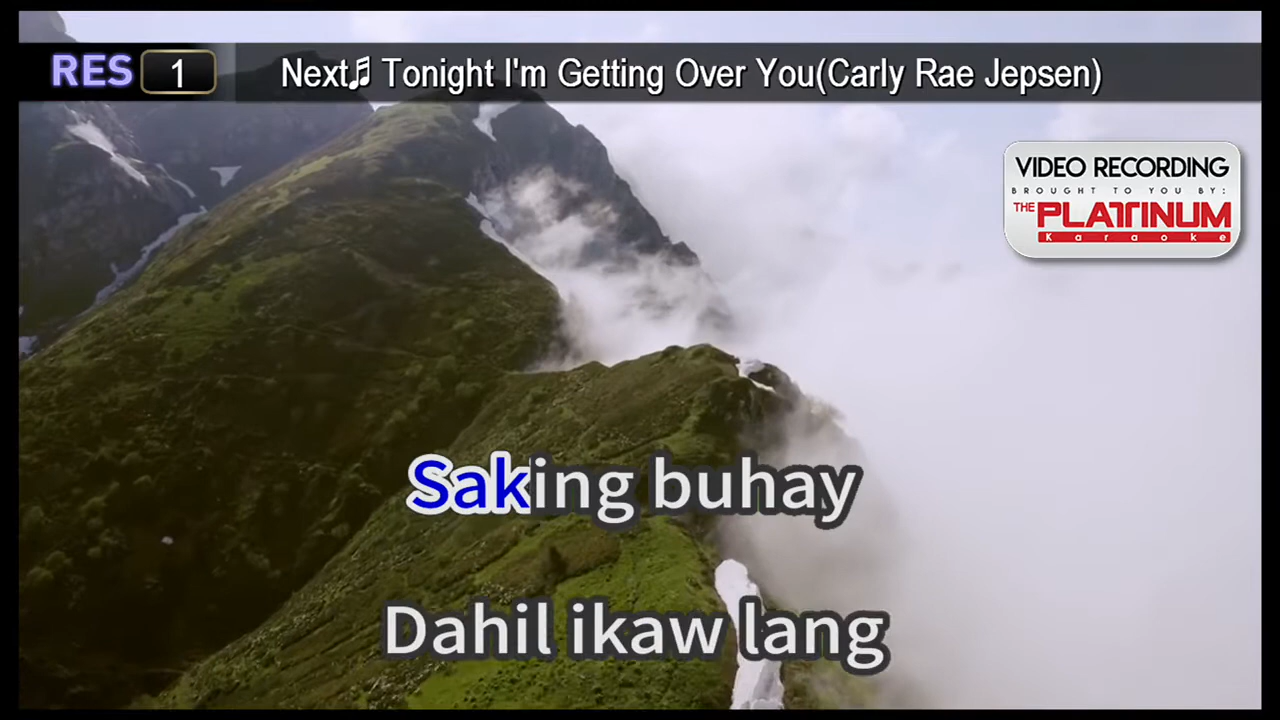 RES 1 Next♫ Tonight I'm Getting Over You(Carly Rae Jepsen)
VIDEO RECORDING
BROUGHT TO YOU BY:
THE PLATINUM
Karaoke
Saking buhay
Dahil ikaw lang